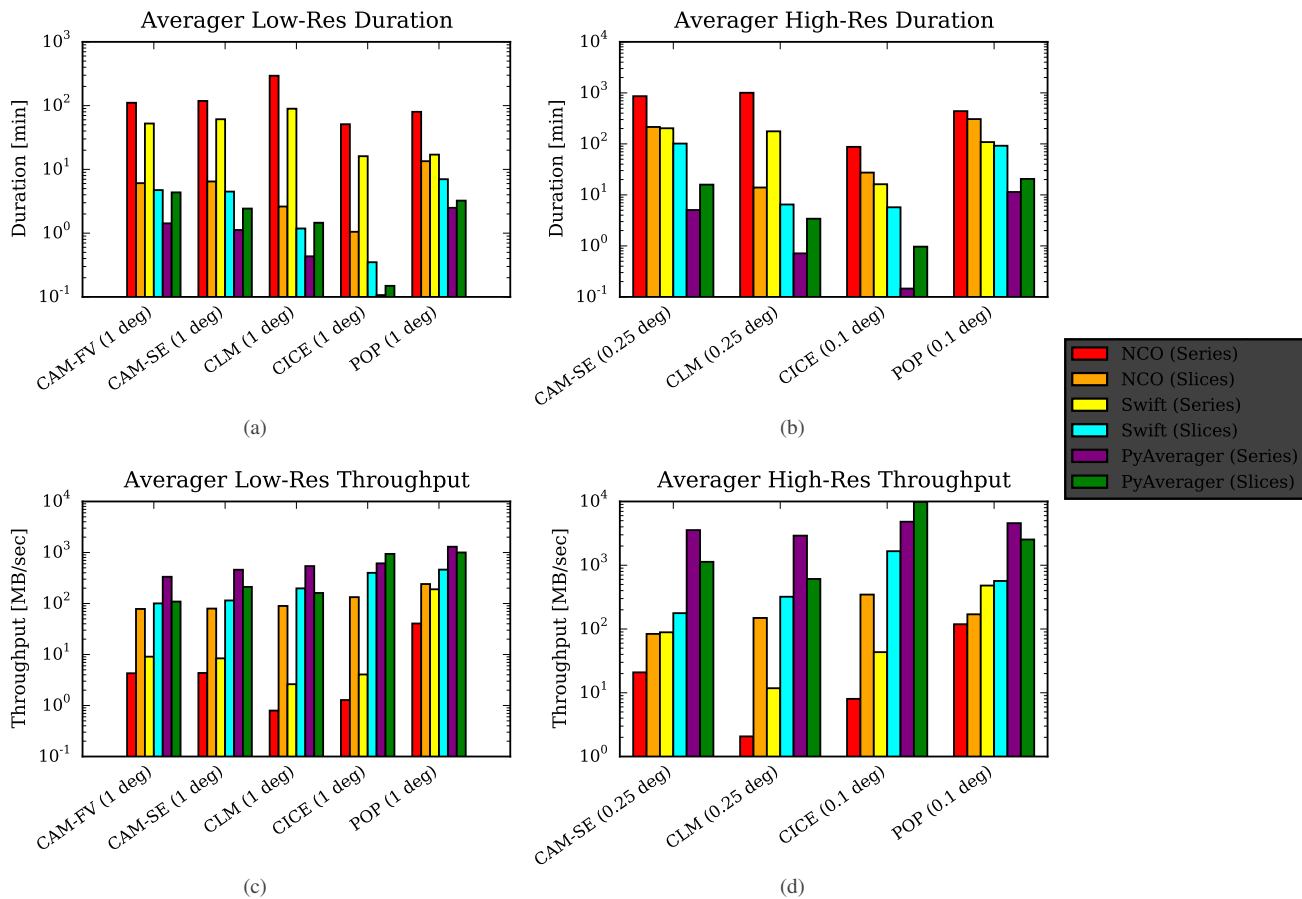 Averager Low-Res Duration
Duration [min]
10^3
10^2
10^1
10^0
10^-1
CAM-FV (1 deg)
CAM-SE (1 deg)
CLM (1 deg)
CICE (1 deg)
POP (1 deg)
(a)
Averager High-Res Duration
Duration [min]
10^4
10^3
10^2
10^1
10^0
10^-1
CAM-SE (0.25 deg)
CLM (0.25 deg)
CICE (0.1 deg)
POP (0.1 deg)
(b)
NCO (Series)
NCO (Slices)
Swift (Series)
Swift (Slices)
PyAverager (Series)
PyAverager (Slices)
Averager Low-Res Throughput
Throughput [MB/sec]
10^4
10^3
10^2
10^1
10^0
10^-1
CAM-FV (1 deg)
CAM-SE (1 deg)
CLM (1 deg)
CICE (1 deg)
POP (1 deg)
(c)
Averager High-Res Throughput
Throughput [MB/sec]
10^4
10^3
10^2
10^1
10^0
CAM-SE (0.25 deg)
CLM (0.25 deg)
CICE (0.1 deg)
POP (0.1 deg)
(d)